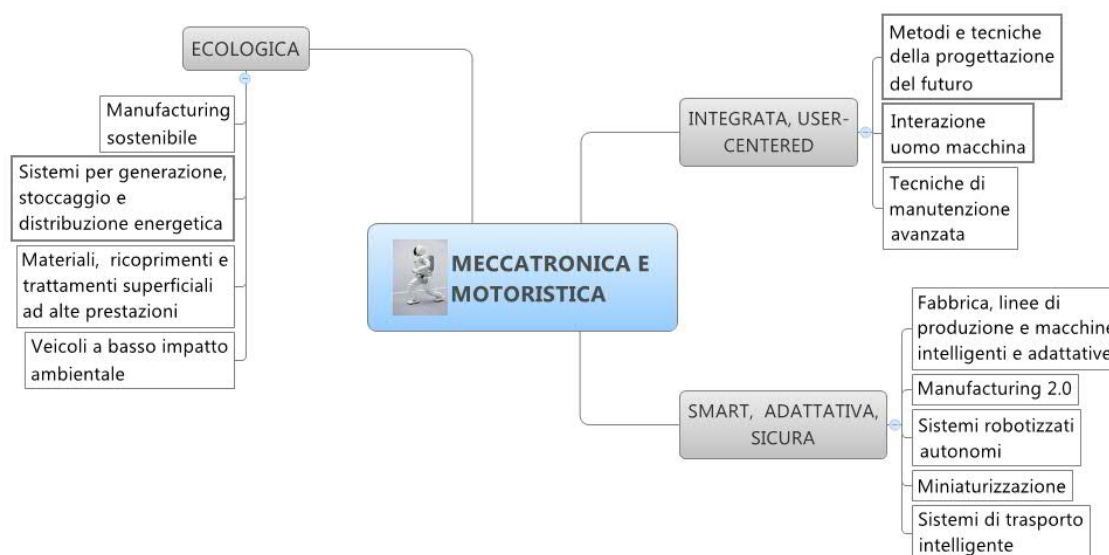 ECOLOGICA
Manufacturing
sostenibile
Sistemi per generazione,
stoccaggio e
distribuzione energetica
Materiali, ricoprimenti e
trattamenti superficiali
ad alte prestazioni
Veicoli a basso impatto
ambientale
MECCATRONICA E
MOTORISTICA
INTEGRATA, USER-
CENTERED
Metodi e tecniche
della progettazione
del futuro
Interazione
uomo macchina
Tecniche di
manutenzione
avanzata
SMART, ADATTATIVA,
SICURA
Fabbrica, linee di
produzione e macchine
intelligenti e adattative
Manufacturing 2.0
Sistemi robotizzati
autonomi
Miniaturizzazione
Sistemi di trasporto
intelligente